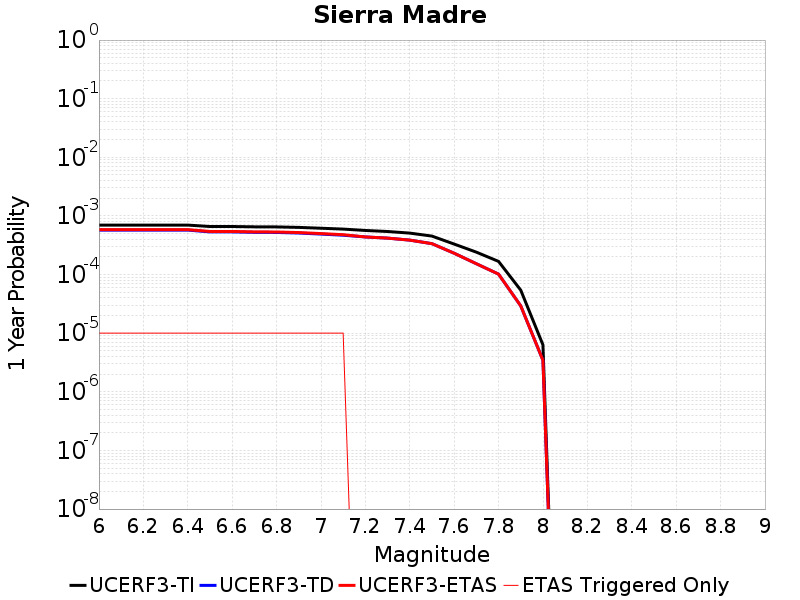 Sierra Madre
1 Year Probability
10^0
10^-1
10^-2
10^-3
10^-4
10^-5
10^-6
10^-7
10^-8
6 6.2 6.4 6.6 6.8 7 7.2 7.4 7.6 7.8 8 8.2 8.4 8.6 8.8 9
Magnitude
UCERF3-TI UCERF3-TD UCERF3-ETAS ETAS Triggered Only